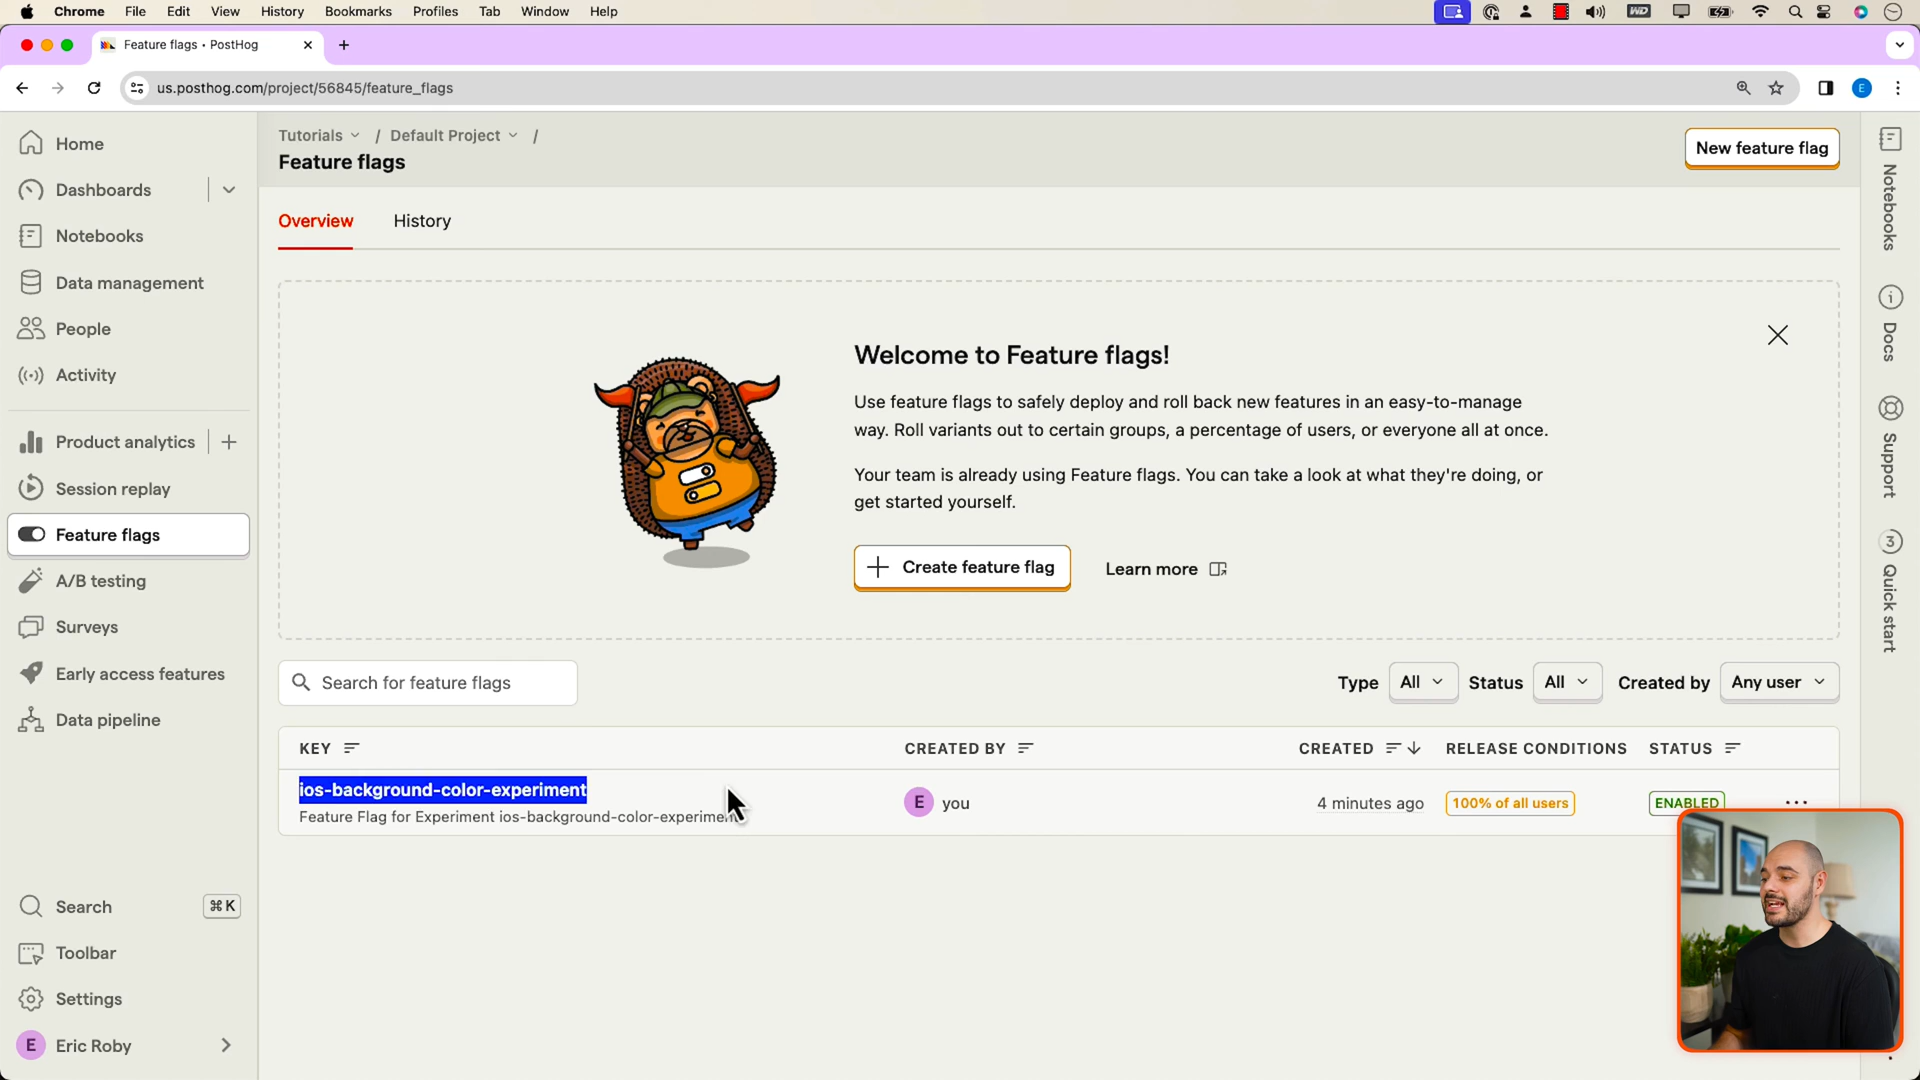 Chrome File Edit View History Bookmarks Profiles Tab Window Help
WD
Feature flags • PostHog
us.posthog.com/project/56845/feature_flags
E
Home
Dashboards
Notebooks
Data management
People
Activity
Product analytics
Session replay
Feature flags
A/B testing
Surveys
Early access features
Data pipeline
Search ⌘ K
Toolbar
Settings
E Eric Roby
Tutorials / Default Project /
Feature flags
New feature flag
Overview History
Welcome to Feature flags!
Use feature flags to safely deploy and roll back new features in an easy-to-manage
way. Roll variants out to certain groups, a percentage of users, or everyone all at once.
Your team is already using Feature flags. You can take a look at what they're doing, or
get started yourself.
Create feature flag Learn more
Search for feature flags
Type All Status All Created by Any user
KEY CREATED BY CREATED RELEASE CONDITIONS STATUS
ios-background-color-experiment
Feature Flag for Experiment ios-background-color-experiment
E you
4 minutes ago
100% of all users
ENABLED
Notebooks
Docs
Support
3 Quick start